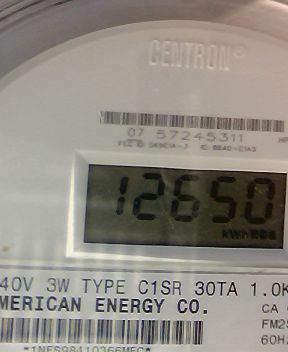 CENTRON®
07 57245311
12650
kWh
40V 3W TYPE C1SR 30TA 1.0K
MERICAN ENERGY CO.
CA
FM2S
60H